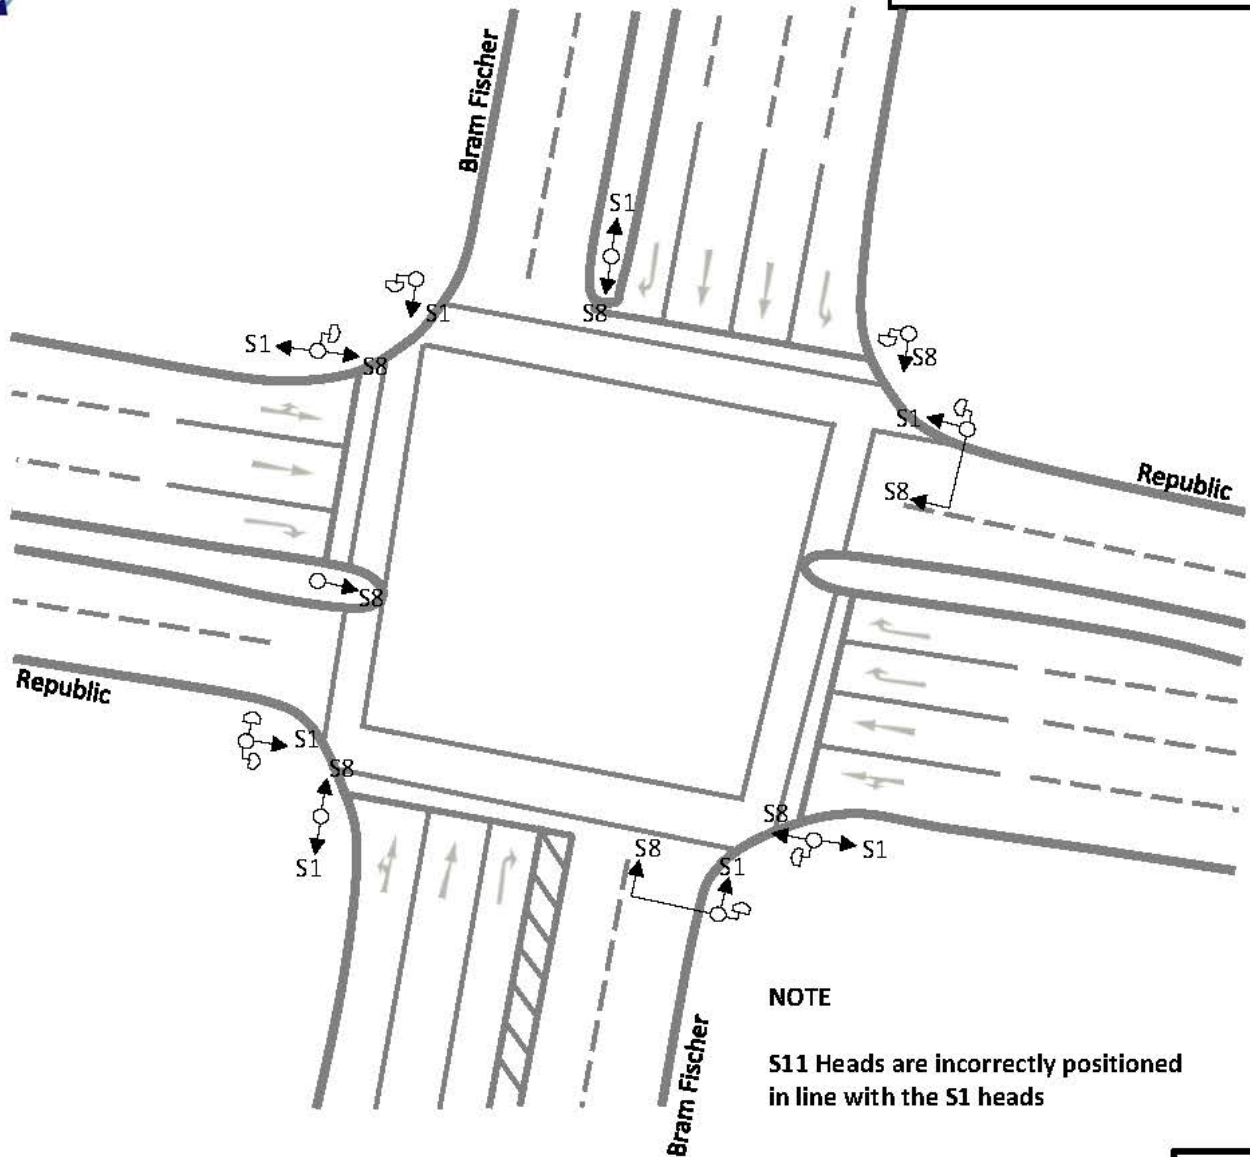 Bram Fischer
S1
S8
S1
S1
S8
S8
S1
S8
Republic
S8
Republic
S1
S8
S1
S8
S1
S8
S1
Bram Fischer
NOTE
S11 Heads are incorrectly positioned
in line with the S1 heads